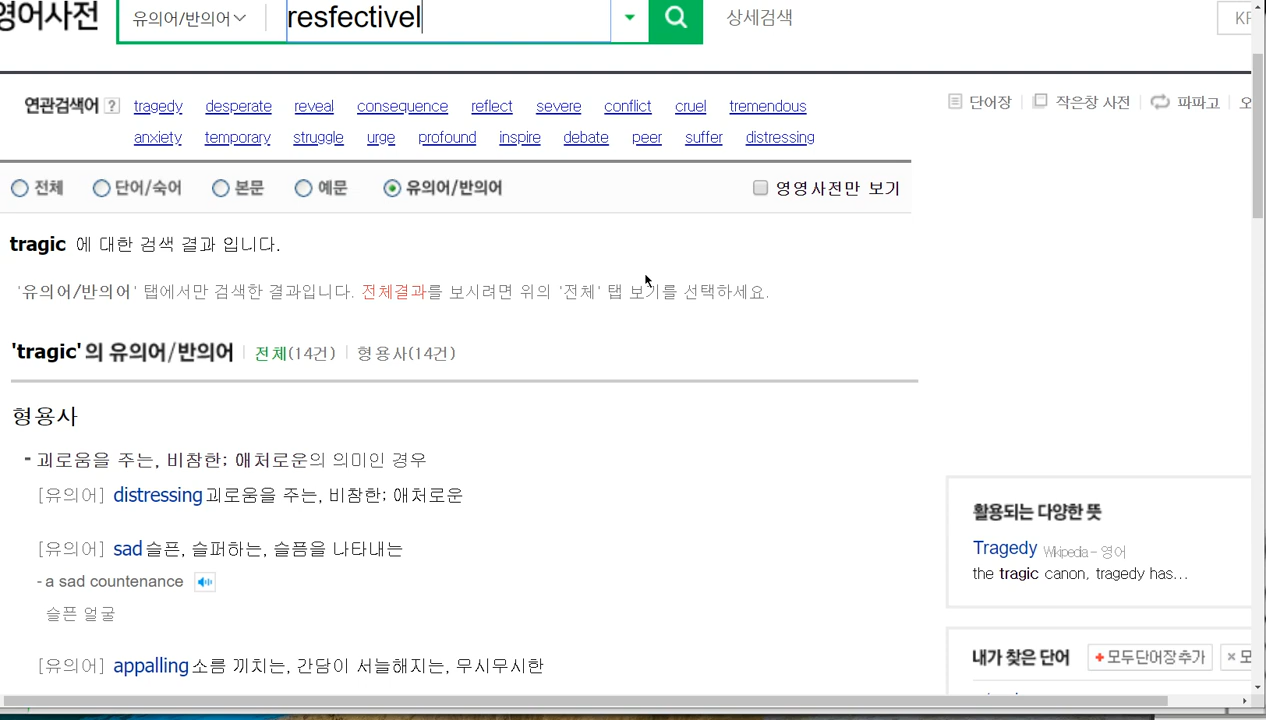 영어사전 유의어/반의어 resfectivel 상세검색
연관검색어 ? tragedy desperate reveal consequence reflect severe conflict cruel tremendous
anxiety temporary struggle urge profound inspire debate peer suffer distressing
단어장 작은창 사전 파파고
전체 단어/숙어 본문 예문 유의어/반의어 영영사전만 보기
tragic 에 대한 검색 결과 입니다.
'유의어/반의어' 탭에서만 검색한 결과입니다. 전체결과를 보시려면 위의 '전체' 탭 보기를 선택하세요.
'tragic'의 유의어/반의어 전체(14건) 형용사(14건)
형용사
- 괴로움을 주는, 비참한; 애처로운의 의미인 경우
[유의어] distressing 괴로움을 주는, 비참한; 애처로운
[유의어] sad 슬픈, 슬퍼하는, 슬픔을 나타내는
- a sad countenance
슬픈 얼굴
[유의어] appalling 소름 끼치는, 간담이 서늘해지는, 무시무시한
활용되는 다양한 뜻
Tragedy Wikipedia - 영어
the tragic canon, tragedy has...
내가 찾은 단어 +모두단어장추가 × 모